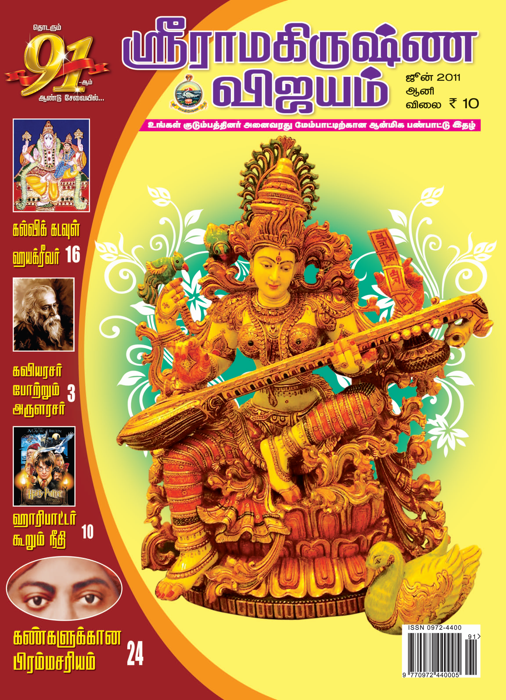 தொடரும்
91-ஆம்
ஆண்டு சேவையில்...
ஸ்ரீராமகிருஷ்ண
விஜயம்
ஜூன் 2011
ஆனி
விலை ₹ 10
உங்கள் குடும்பத்தினர் அனைவரது மேம்பாட்டிற்கான ஆன்மிக பண்பாட்டு இதழ்
கல்விக் கடவுள்
ஹயக்ரீவர் 16
கவியரசர்
போற்றும் 3
அருளரசர்
ஹாரிபாட்டர்
கூறும் நீதி 10
கண்களுக்கான
பிரம்மசரியம் 24
ISSN 0972-4400
91
9 770972 440005